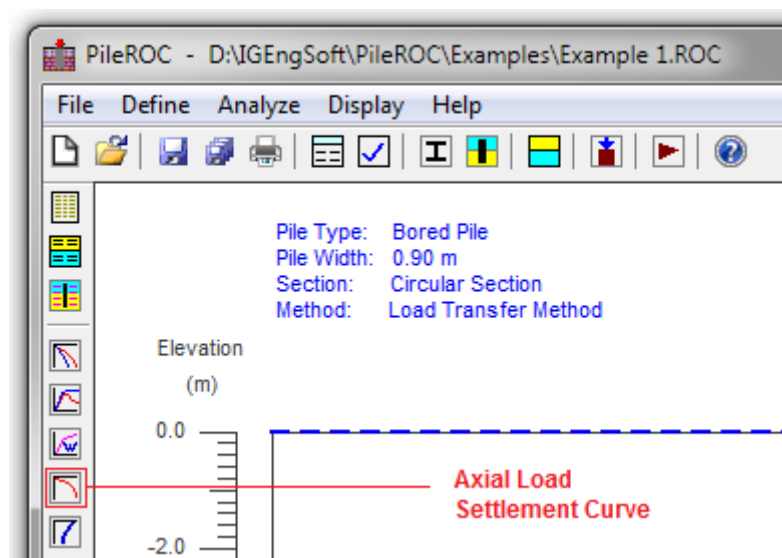 PileROC - D:\IGEngSoft\PileROC\Examples\Example 1.ROC
File Define Analyze Display Help
Pile Type: Bored Pile
Pile Width: 0.90 m
Section: Circular Section
Method: Load Transfer Method
Elevation
(m)
0.0
Axial Load
Settlement Curve
-2.0